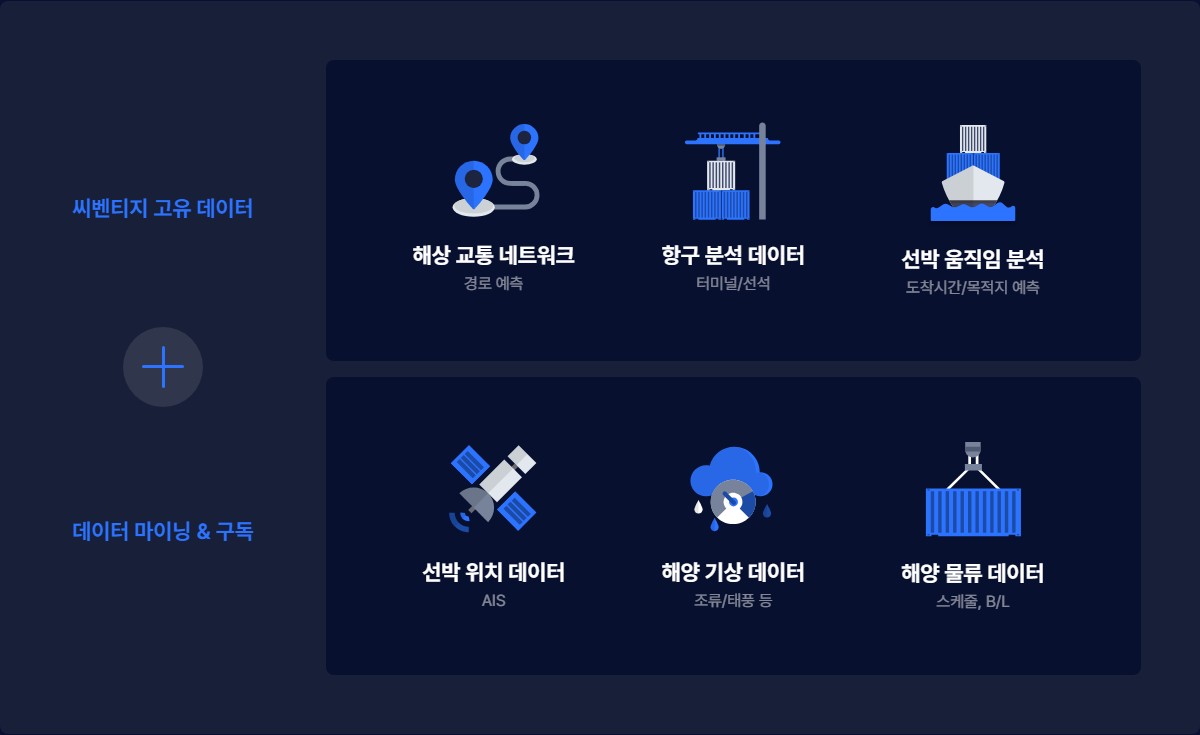 씨벤티지 고유 데이터
해상 교통 네트워크
경로 예측
항구 분석 데이터
터미널/선석
선박 움직임 분석
도착시간/목적지 예측
데이터 마이닝 & 구독
선박 위치 데이터
AIS
해양 기상 데이터
조류/태풍 등
해양 물류 데이터
스케줄, B/L